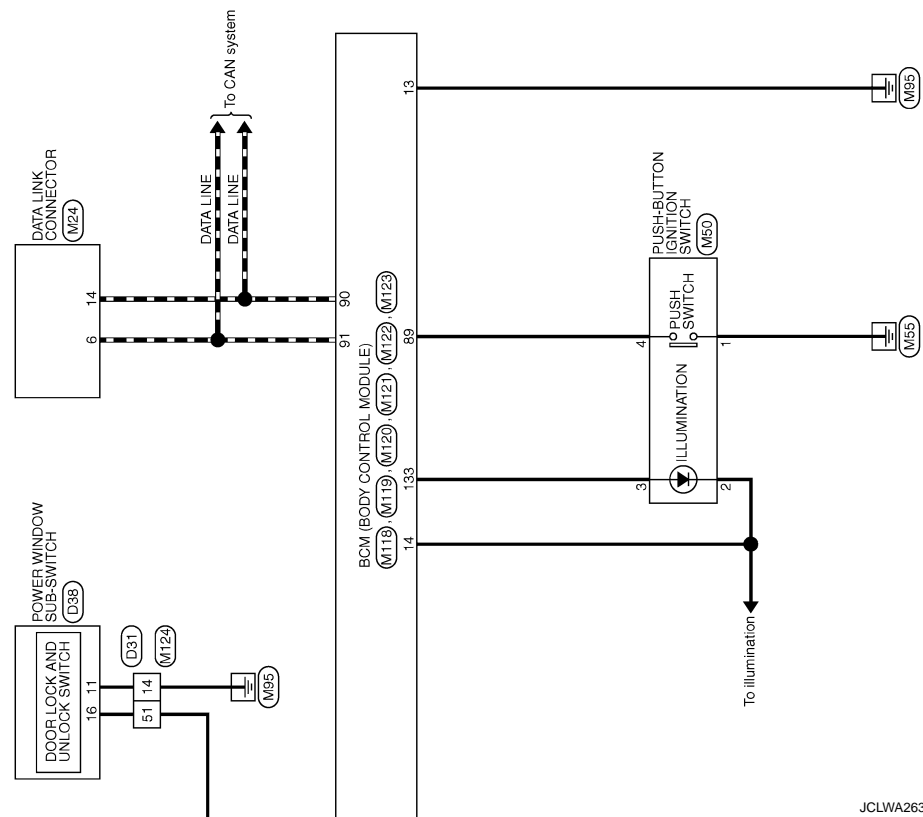 To CAN system
DATA LINE
DATA LINE
DATA LINK
CONNECTOR
M24
14
6
90
91
13
M95
PUSH-BUTTON
IGNITION
SWITCH
M50
PUSH
SWITCH
ILLUMINATION
4
1
3
2
M55
BCM (BODY CONTROL MODULE)
M118, M119, M120, M121, M122, M123
89
133
14
To illumination
POWER WINDOW
SUB-SWITCH
D38
DOOR LOCK AND
UNLOCK SWITCH
11
16
D31
M124
14
51
M95
JCLWA263